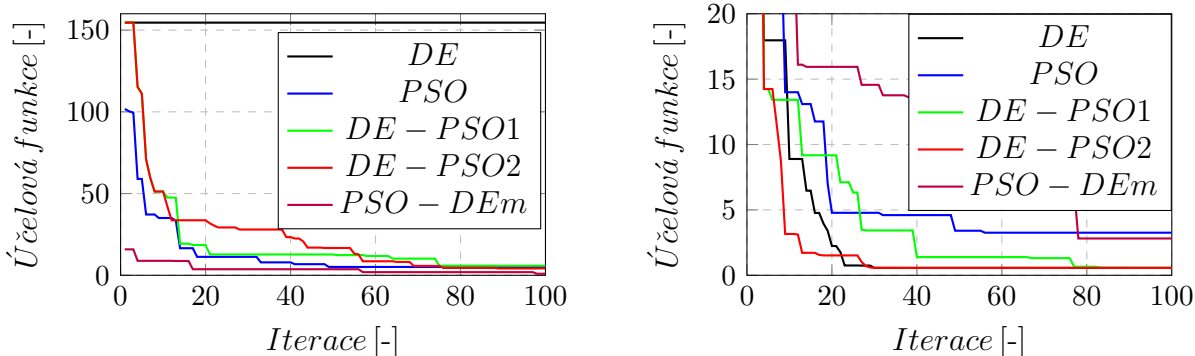 150
100
50
0
0
20
40
60
80
100
Účelová funkce [-]
Iterace [-]
DE
PSO
DE − PSO1
DE − PSO2
PSO − DEm
20
15
10
5
0
0
20
40
60
80
100
Účelová funkce [-]
Iterace [-]
DE
PSO
DE − PSO1
DE − PSO2
PSO − DEm